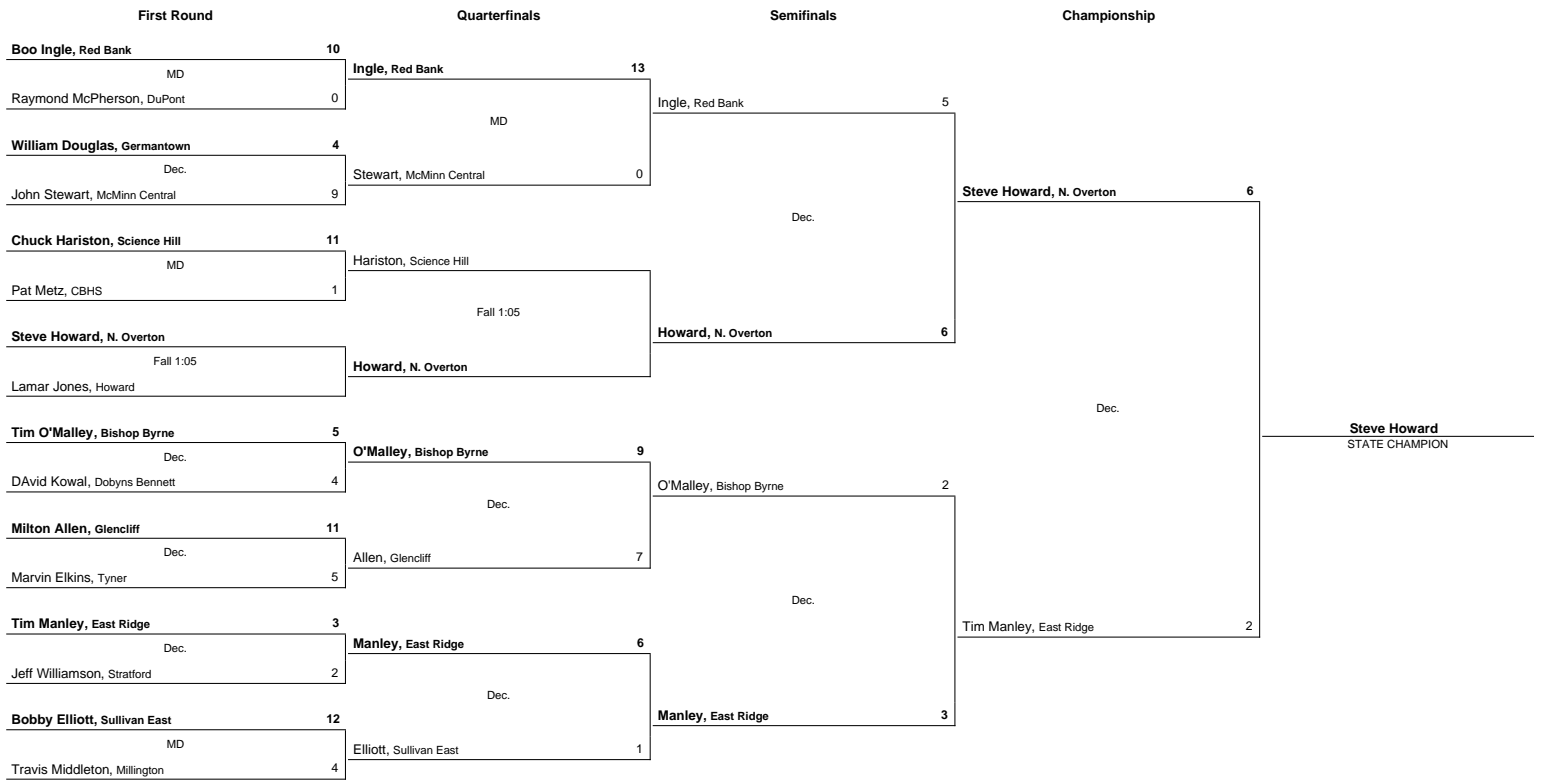 First Round Quarterfinals Semifinals Championship
Boo Ingle, Red Bank 10
MD
Raymond McPherson, DuPont 0
William Douglas, Germantown 4
Dec.
John Stewart, McMinn Central 9
Chuck Hariston, Science Hill 11
MD
Pat Metz, CBHS 1
Steve Howard, N. Overton
Fall 1:05
Lamar Jones, Howard
Tim O'Malley, Bishop Byrne 5
Dec.
DAvid Kowal, Dobyns Bennett 4
Milton Allen, Glencliff 11
Dec.
Marvin Elkins, Tyner 5
Tim Manley, East Ridge 3
Dec.
Jeff Williamson, Stratford 2
Bobby Elliott, Sullivan East 12
MD
Travis Middleton, Millington 4
Ingle, Red Bank 13
MD
Stewart, McMinn Central 0
Hariston, Science Hill
Fall 1:05
Howard, N. Overton
O'Malley, Bishop Byrne 9
Dec.
Allen, Glencliff 7
Manley, East Ridge 6
Dec.
Elliott, Sullivan East 1
Ingle, Red Bank 5
Dec.
Howard, N. Overton 6
O'Malley, Bishop Byrne 2
Dec.
Manley, East Ridge 3
Steve Howard, N. Overton 6
Dec.
Tim Manley, East Ridge 2
Steve Howard
STATE CHAMPION